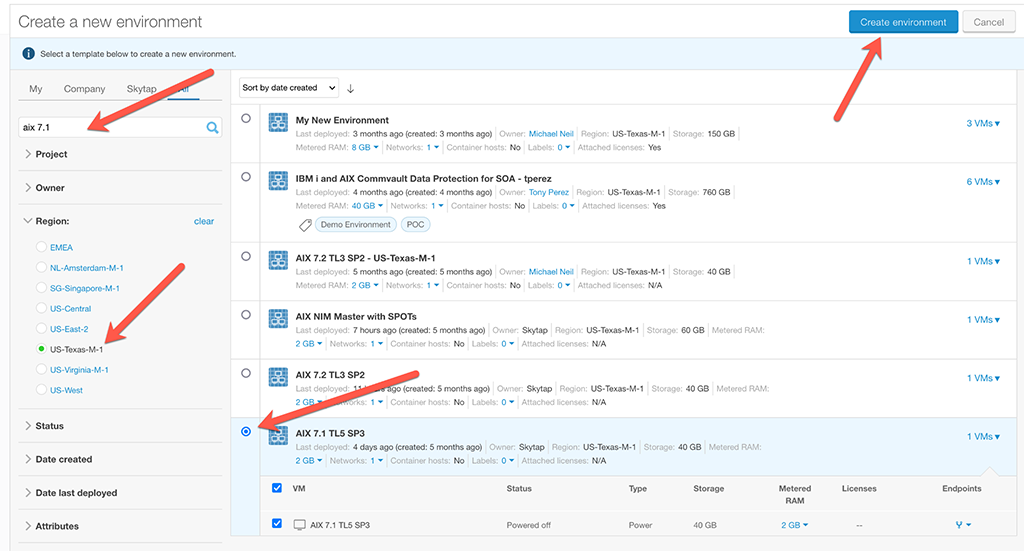 Create a new environment
Create environment
Cancel
Select a template below to create a new environment.
My Company Skytap All
aix 7.1
Project
Owner
Region: clear
EMEA
NL-Amsterdam-M-1
SG-Singapore-M-1
US-Central
US-East-2
US-Texas-M-1
US-Virginia-M-1
US-West
Status
Date created
Date last deployed
Attributes
Sort by date created
My New Environment
3 VMs
Last deployed: 3 months ago (created: 3 months ago) Owner: Michael Neil Region: US-Texas-M-1 Storage: 150 GB
Metered RAM: 8 GB Networks: 1 Container hosts: No Labels: 0 Attached licenses: Yes
IBM i and AIX Commvault Data Protection for SOA - tperez
6 VMs
Last deployed: 4 months ago (created: 4 months ago) Owner: Tony Perez Region: US-Texas-M-1 Storage: 760 GB
Metered RAM: 40 GB Networks: 1 Container hosts: No Labels: 0 Attached licenses: Yes
Demo Environment POC
AIX 7.2 TL3 SP2 - US-Texas-M-1
1 VMs
Last deployed: 5 months ago (created: 5 months ago) Owner: Michael Neil Region: US-Texas-M-1 Storage: 40 GB
Metered RAM: 2 GB Networks: 1 Container hosts: No Labels: 0 Attached licenses: N/A
AIX NIM Master with SPOTs
1 VMs
Last deployed: 7 hours ago (created: 5 months ago) Owner: Skytap Region: US-Texas-M-1 Storage: 60 GB Metered RAM:
2 GB Networks: 1 Container hosts: No Labels: 0 Attached licenses: N/A
AIX 7.2 TL3 SP2
1 VMs
Last deployed: ago (created: 5 months ago) Owner: Skytap Region: US-Texas-M-1 Storage: 40 GB Metered RAM:
2 GB Networks: 1 Container hosts: No Labels: 0 Attached licenses: N/A
AIX 7.1 TL5 SP3
1 VMs
Last deployed: 4 days ago (created: 5 months ago) Owner: Skytap Region: US-Texas-M-1 Storage: 40 GB Metered RAM:
2 GB Networks: 1 Container hosts: No Labels: 0 Attached licenses: N/A
VM Status Type Storage Metered RAM Licenses Endpoints
AIX 7.1 TL5 SP3 Powered off Power 40 GB 2 GB --